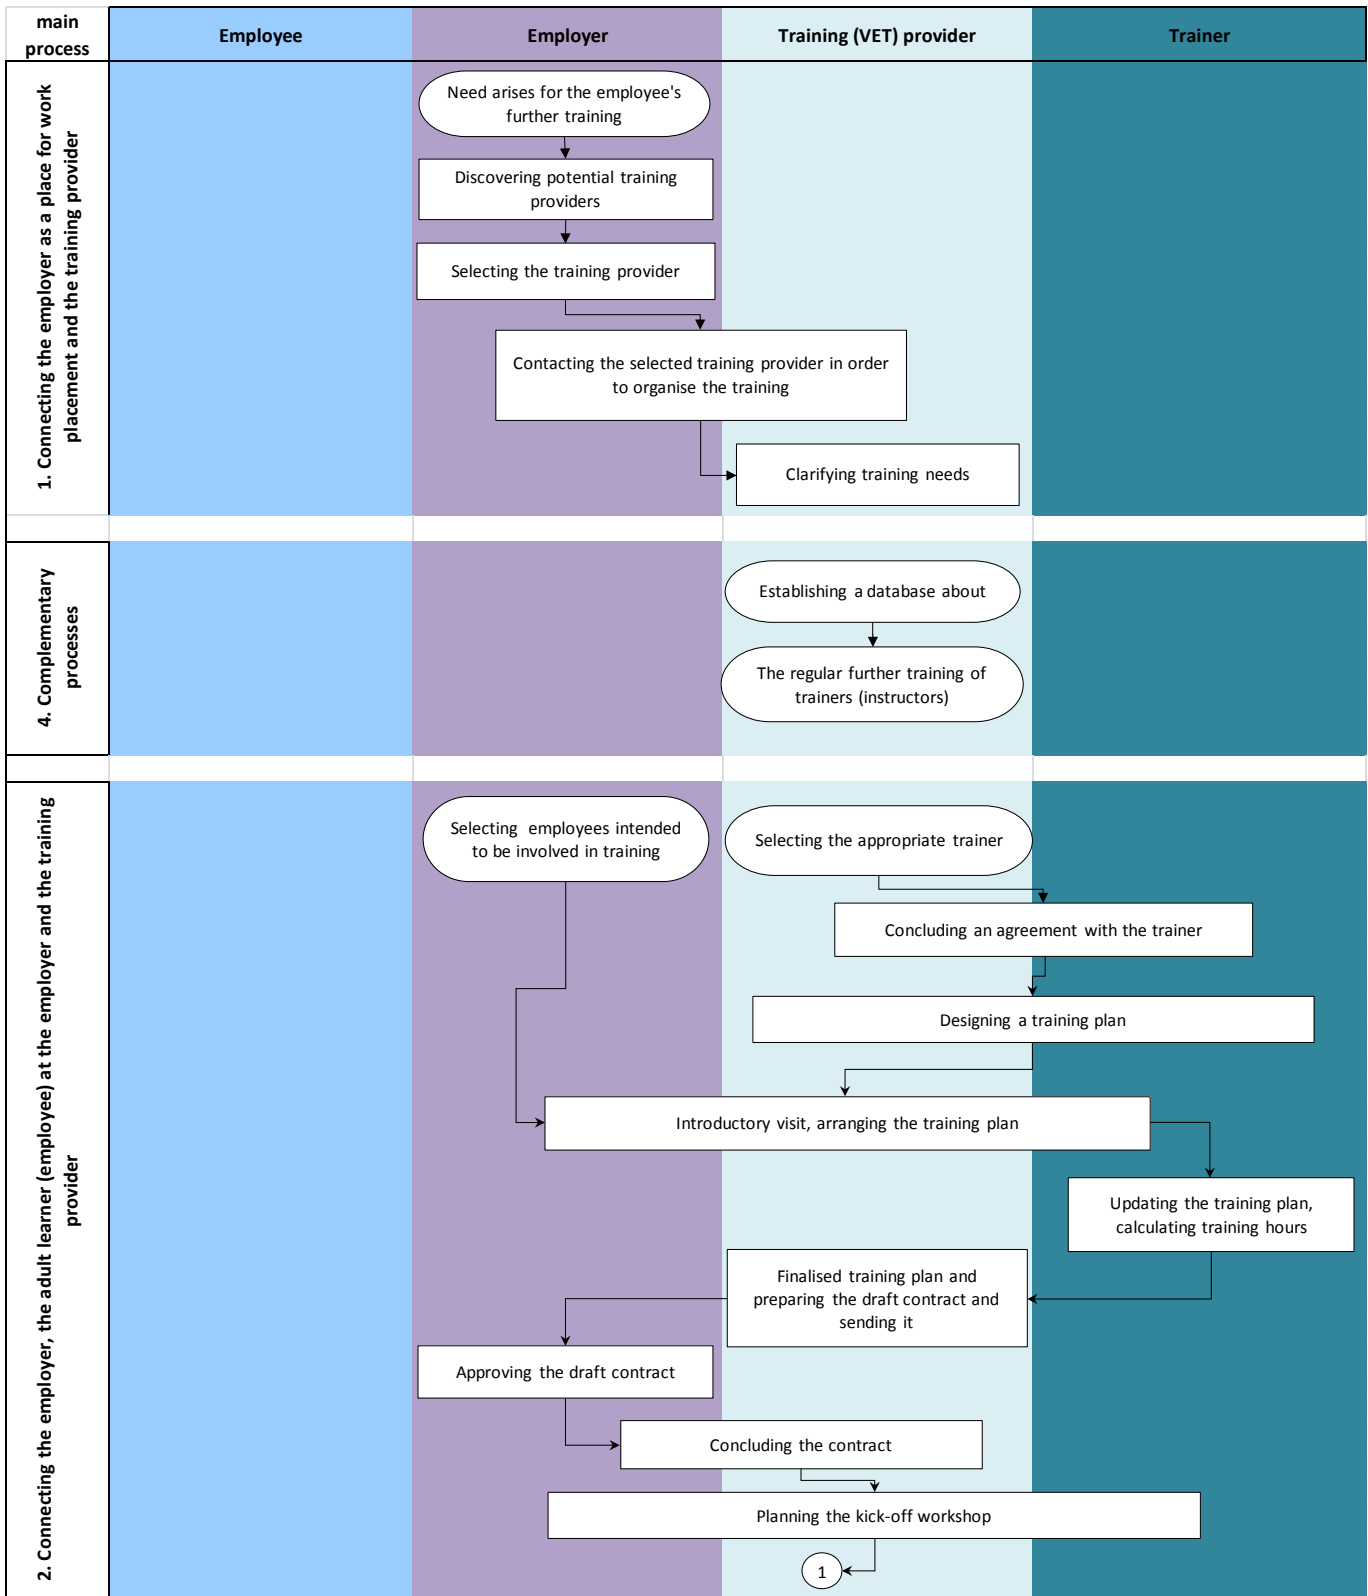 main
process
Employee
Employer
Training (VET) provider
Trainer
1. Connecting the employer as a place for work
placement and the training provider
Need arises for the employee's
further training
Discovering potential training
providers
Selecting the training provider
Contacting the selected training provider in order
to organise the training
Clarifying training needs
4. Complementary
processes
Establishing a database about
The regular further training of
trainers (instructors)
2. Connecting the employer, the adult learner (employee) at the employer and the training
provider
Selecting employees intended
to be involved in training
Selecting the appropriate trainer
Concluding an agreement with the trainer
Designing a training plan
Introductory visit, arranging the training plan
Updating the training plan,
calculating training hours
Finalised training plan and
preparing the draft contract and
sending it
Approving the draft contract
Concluding the contract
Planning the kick-off workshop
1